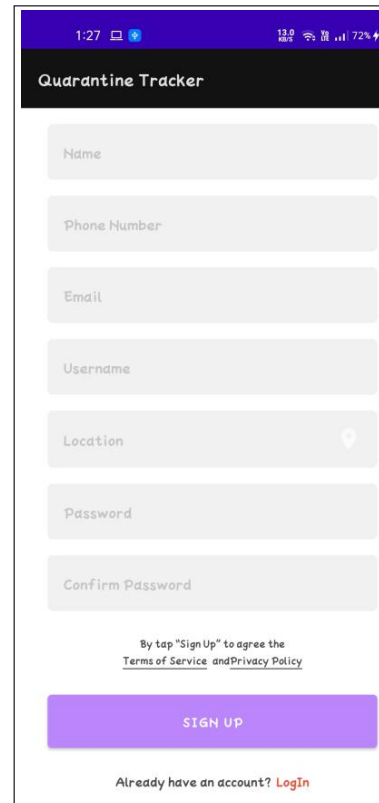 1:27 13.0 KB/S 72%
Quarantine Tracker
Name
Phone Number
Email
Username
Location
Password
Confirm Password
By tap "Sign Up" to agree the
Terms of Service andPrivacy Policy
SIGN UP
Already have an account? LogIn